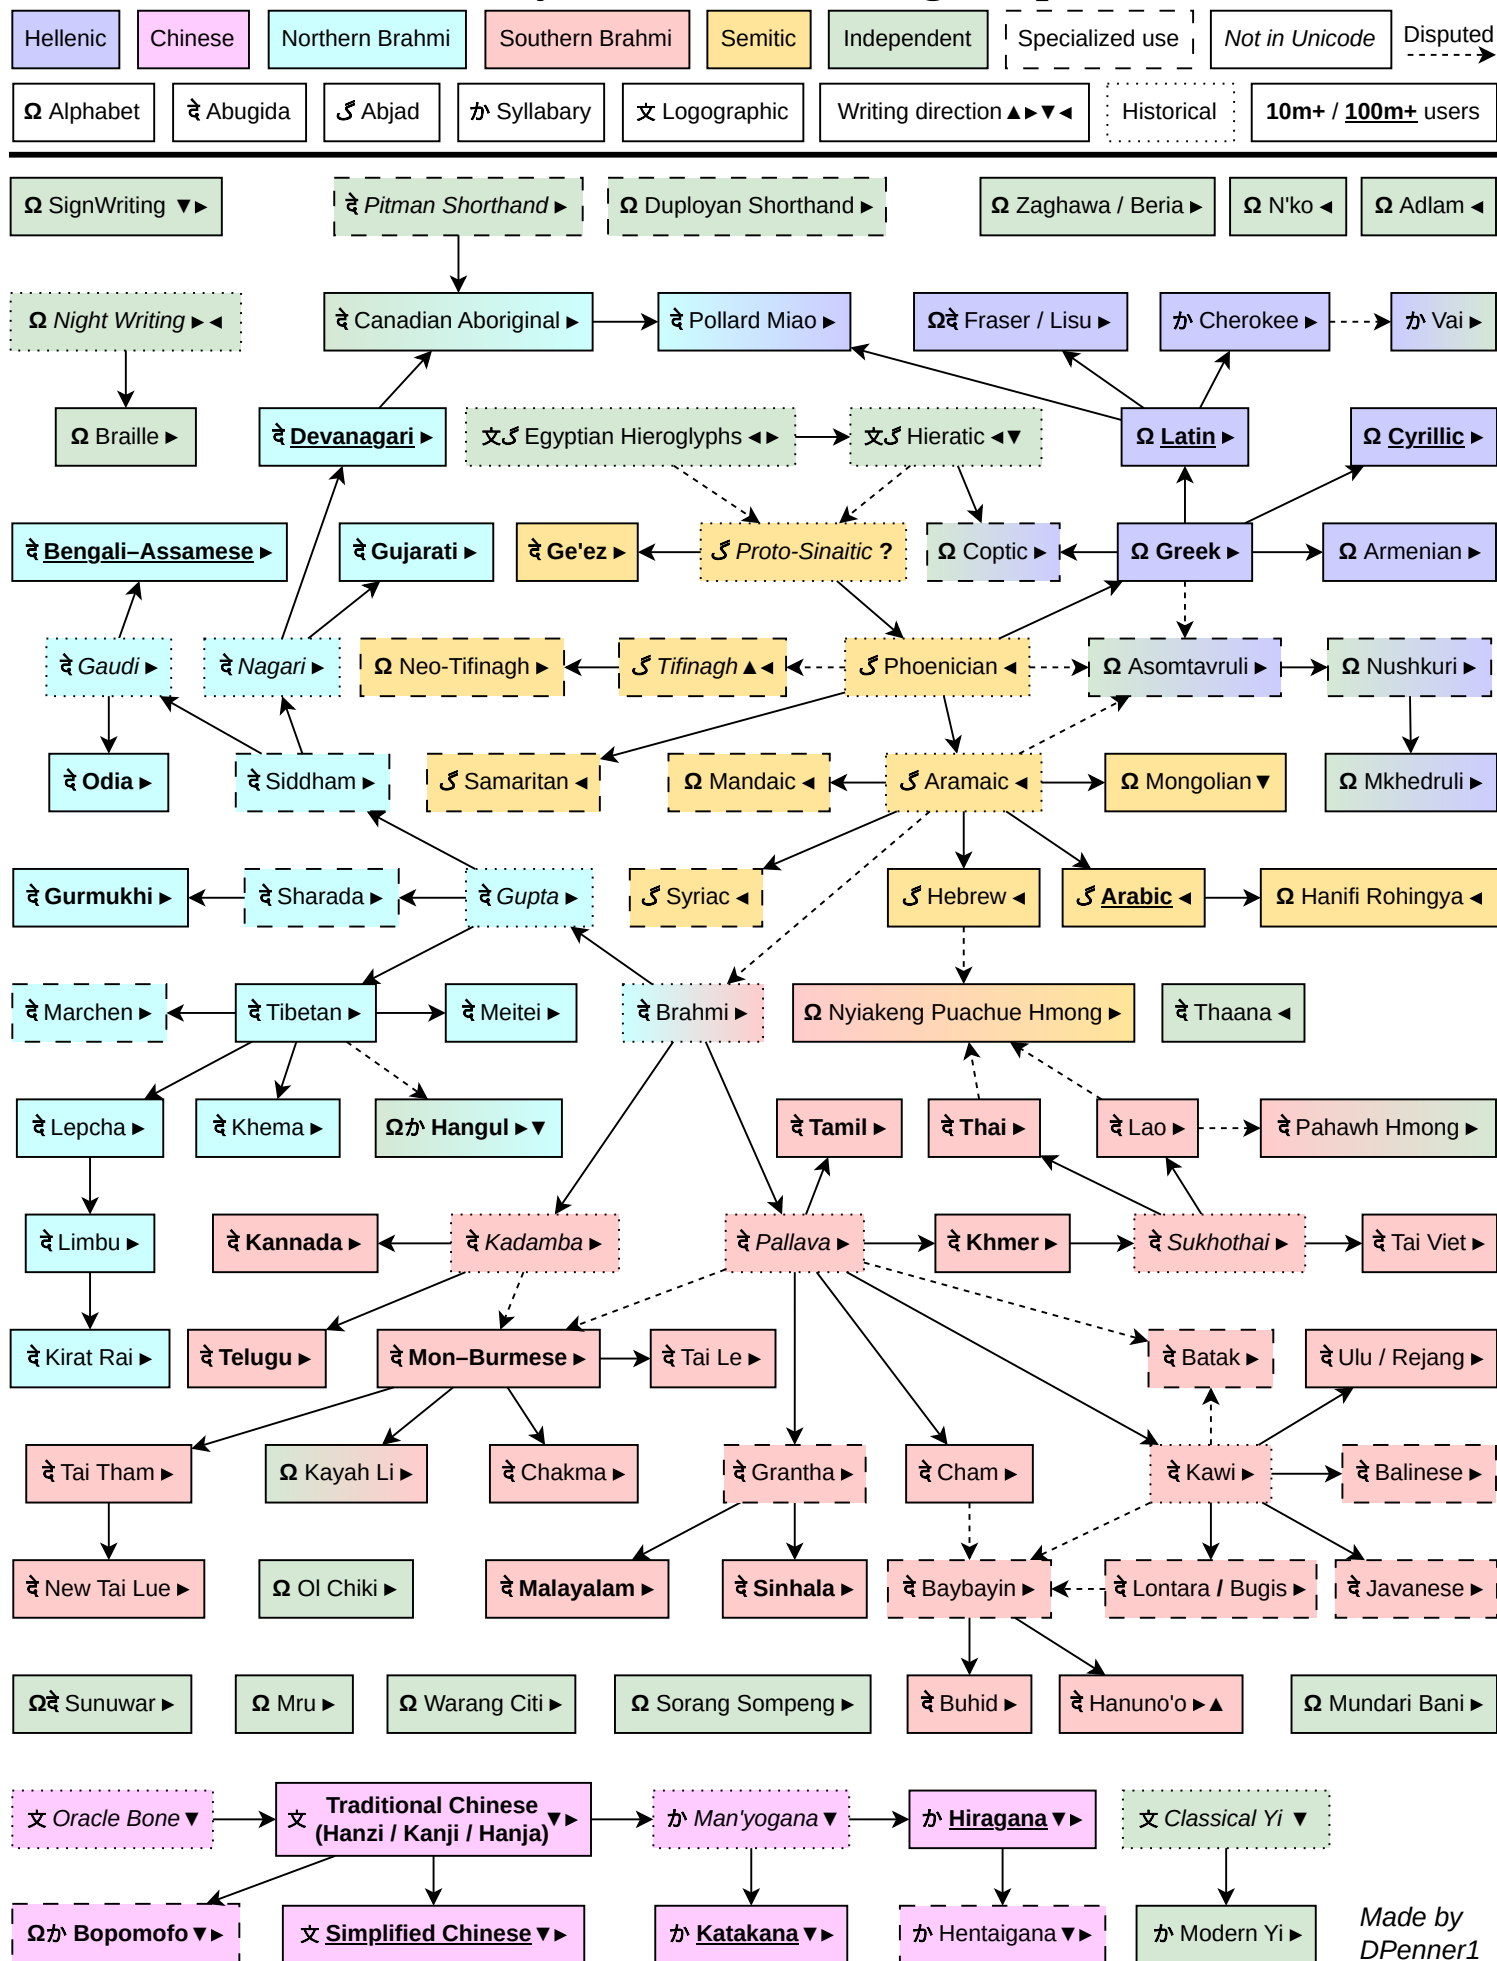 Hellenic
Chinese
Northern Brahmi
Southern Brahmi
Semitic
Independent
Specialized use
Not in Unicode
Disputed
Ω Alphabet
दे Abugida
گ Abjad
か Syllabary
文 Logographic
Writing direction ▲▶▼◀
Historical
10m+ / 100m+ users
Ω SignWriting ▼▶
दे Pitman Shorthand ▶
Ω Duployan Shorthand ▶
Ω Zaghawa / Beria ▶
Ω N'ko ◀
Ω Adlam ◀
Ω Night Writing ▶◀
दे Canadian Aboriginal ▶
दे Pollard Miao ▶
Ωदे Fraser / Lisu ▶
か Cherokee ▶
か Vai ▶
Ω Braille ▶
दे Devanagari ▶
文گ Egyptian Hieroglyphs ◀▶
文گ Hieratic ◀▼
Ω Latin ▶
Ω Cyrillic ▶
दे Bengali–Assamese ▶
दे Gujarati ▶
दे Ge'ez ▶
گ Proto-Sinaitic ?
Ω Coptic ▶
Ω Greek ▶
Ω Armenian ▶
दे Gaudi ▶
दे Nagari ▶
Ω Neo-Tifinagh ▶
گ Tifinagh ▲◀
گ Phoenician ◀
Ω Asomtavruli ▶
Ω Nushkuri ▶
दे Odia ▶
दे Siddham ▶
گ Samaritan ◀
Ω Mandaic ◀
گ Aramaic ◀
Ω Mongolian ▼
Ω Mkhedruli ▶
दे Gurmukhi ▶
दे Sharada ▶
दे Gupta ▶
گ Syriac ◀
گ Hebrew ◀
گ Arabic ◀
Ω Hanifi Rohingya ◀
दे Marchen ▶
दे Tibetan ▶
दे Meitei ▶
दे Brahmi ▶
Ω Nyiakeng Puachue Hmong ▶
दे Thaana ◀
दे Lepcha ▶
दे Khema ▶
Ωか Hangul ▶▼
दे Tamil ▶
दे Thai ▶
दे Lao ▶
दे Pahawh Hmong ▶
दे Limbu ▶
दे Kannada ▶
दे Kadamba ▶
दे Pallava ▶
दे Khmer ▶
दे Sukhothai ▶
दे Tai Viet ▶
दे Kirat Rai ▶
दे Telugu ▶
दे Mon–Burmese ▶
दे Tai Le ▶
दे Batak ▶
दे Ulu / Rejang ▶
दे Tai Tham ▶
Ω Kayah Li ▶
दे Chakma ▶
दे Grantha ▶
दे Cham ▶
दे Kawi ▶
दे Balinese ▶
दे New Tai Lue ▶
Ω Ol Chiki ▶
दे Malayalam ▶
दे Sinhala ▶
दे Baybayin ▶
दे Lontara / Bugis ▶
दे Javanese ▶
Ωदे Sunuwar ▶
Ω Mru ▶
Ω Warang Citi ▶
Ω Sorang Sompeng ▶
दे Buhid ▶
दे Hanuno'o ▶▲
Ω Mundari Bani ▶
文 Oracle Bone ▼
文 Traditional Chinese
(Hanzi / Kanji / Hanja) ▼▶
か Man'yogana ▼
か Hiragana ▼▶
文 Classical Yi ▼
Ωか Bopomofo ▼▶
文 Simplified Chinese ▼▶
か Katakana ▼▶
か Hentaigana ▼▶
か Modern Yi ▶
Made by
DPenner1